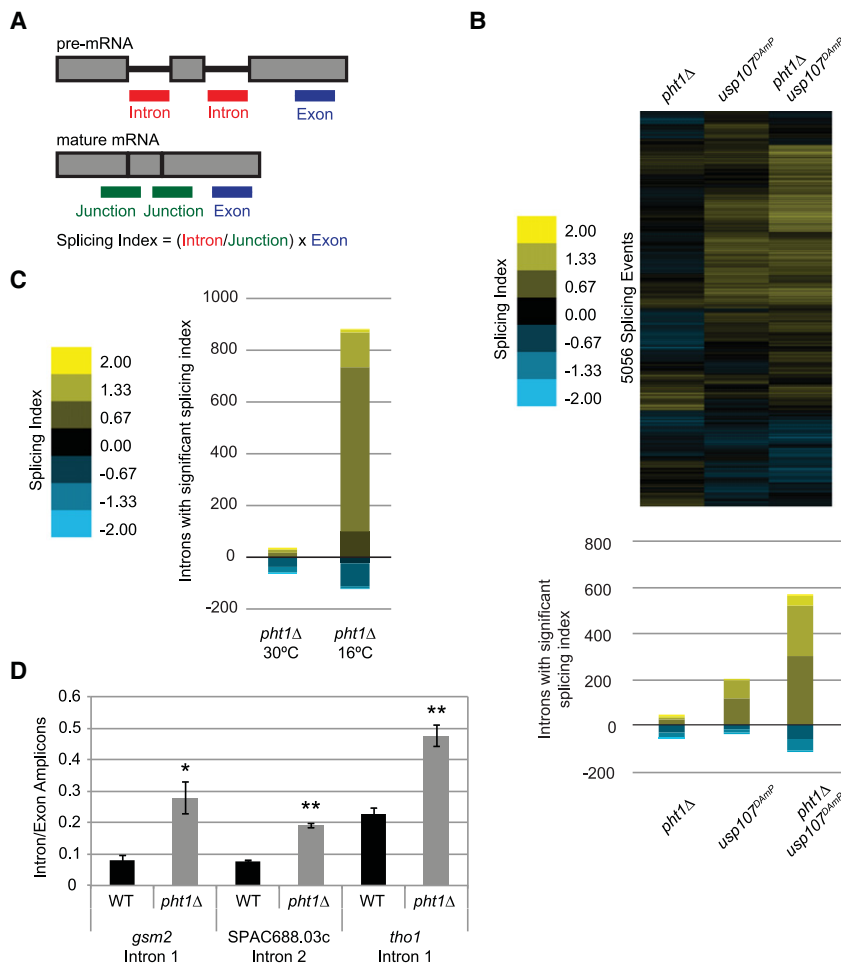 A
pre-mRNA
Intron Intron Exon
mature mRNA
Junction Junction Exon
Splicing Index = (Intron/Junction) x Exon
B
pht1Δ usp107DAmP pht1Δ usp107DAmP
Splicing Index
2.00
1.33
0.67
0.00
-0.67
-1.33
-2.00
5056 Splicing Events
Introns with significant
splicing index
800
600
400
200
0
-200
pht1Δ usp107DAmP pht1Δ usp107DAmP
C
Splicing Index
2.00
1.33
0.67
0.00
-0.67
-1.33
-2.00
Introns with significant splicing index
1000
800
600
400
200
0
-200
pht1Δ pht1Δ
30ºC 16ºC
D
Intron/Exon Amplicons
0.6
0.5
0.4
0.3
0.2
0.1
0
* ** **
WT pht1Δ WT pht1Δ WT pht1Δ
gsm2 SPAC688.03c tho1
Intron 1 Intron 2 Intron 1